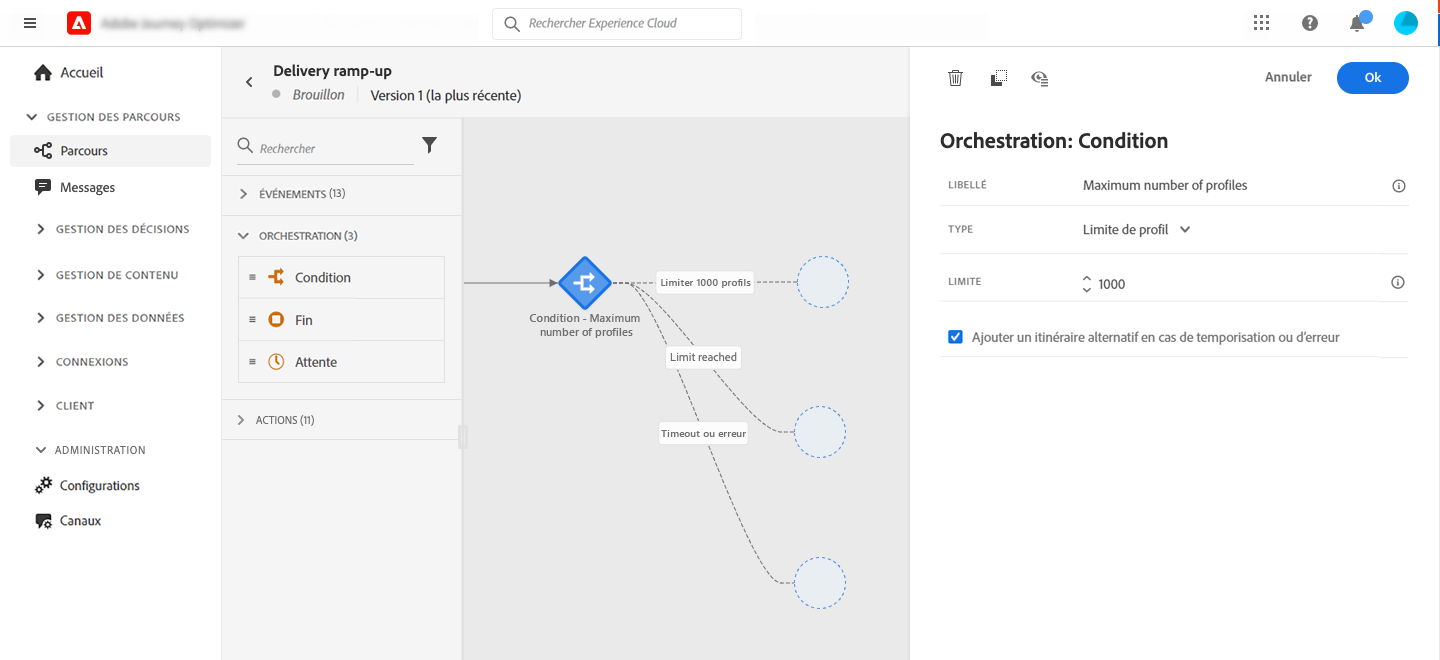 Adobe Journey Optimizer
Rechercher Experience Cloud
Accueil
GESTION DES PARCOURS
Parcours
Messages
GESTION DES DÉCISIONS
GESTION DE CONTENU
GESTION DES DONNÉES
CONNEXIONS
CLIENT
ADMINISTRATION
Configurations
Canaux
Delivery ramp-up
Brouillon
Version 1 (la plus récente)
Rechercher
ÉVÉNEMENTS (13)
ORCHESTRATION (3)
Condition
Fin
Attente
ACTIONS (11)
Condition - Maximum
number of profiles
Limiter 1000 profils
Limit reached
Timeout ou erreur
Annuler
Ok
Orchestration: Condition
LIBELLÉ
Maximum number of profiles
TYPE
Limite de profil
LIMITE
1000
Ajouter un itinéraire alternatif en cas de temporisation ou d'erreur